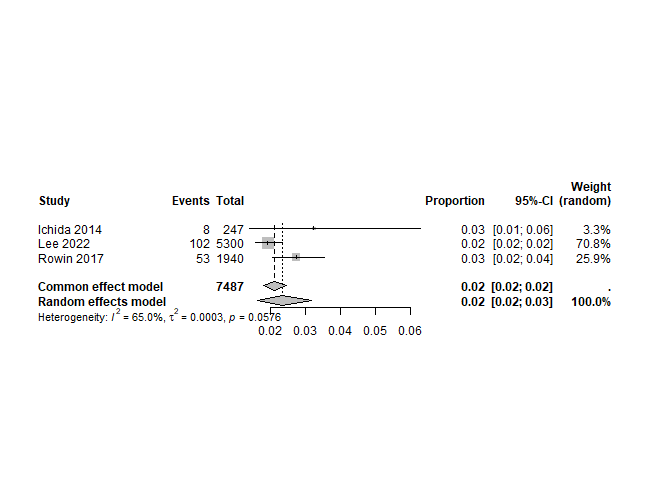 Weight
Study Events Total Proportion 95%-CI (random)
Ichida 2014 8 247 0.03 [0.01; 0.06] 3.3%
Lee 2022 102 5300 0.02 [0.02; 0.02] 70.8%
Rowin 2017 53 1940 0.03 [0.02; 0.04] 25.9%
Common effect model 7487 0.02 [0.02; 0.02] .
Random effects model 0.02 [0.02; 0.03] 100.0%
Heterogeneity: I² = 65.0%, τ² = 0.0003, p = 0.0576
0.02 0.03 0.04 0.05 0.06